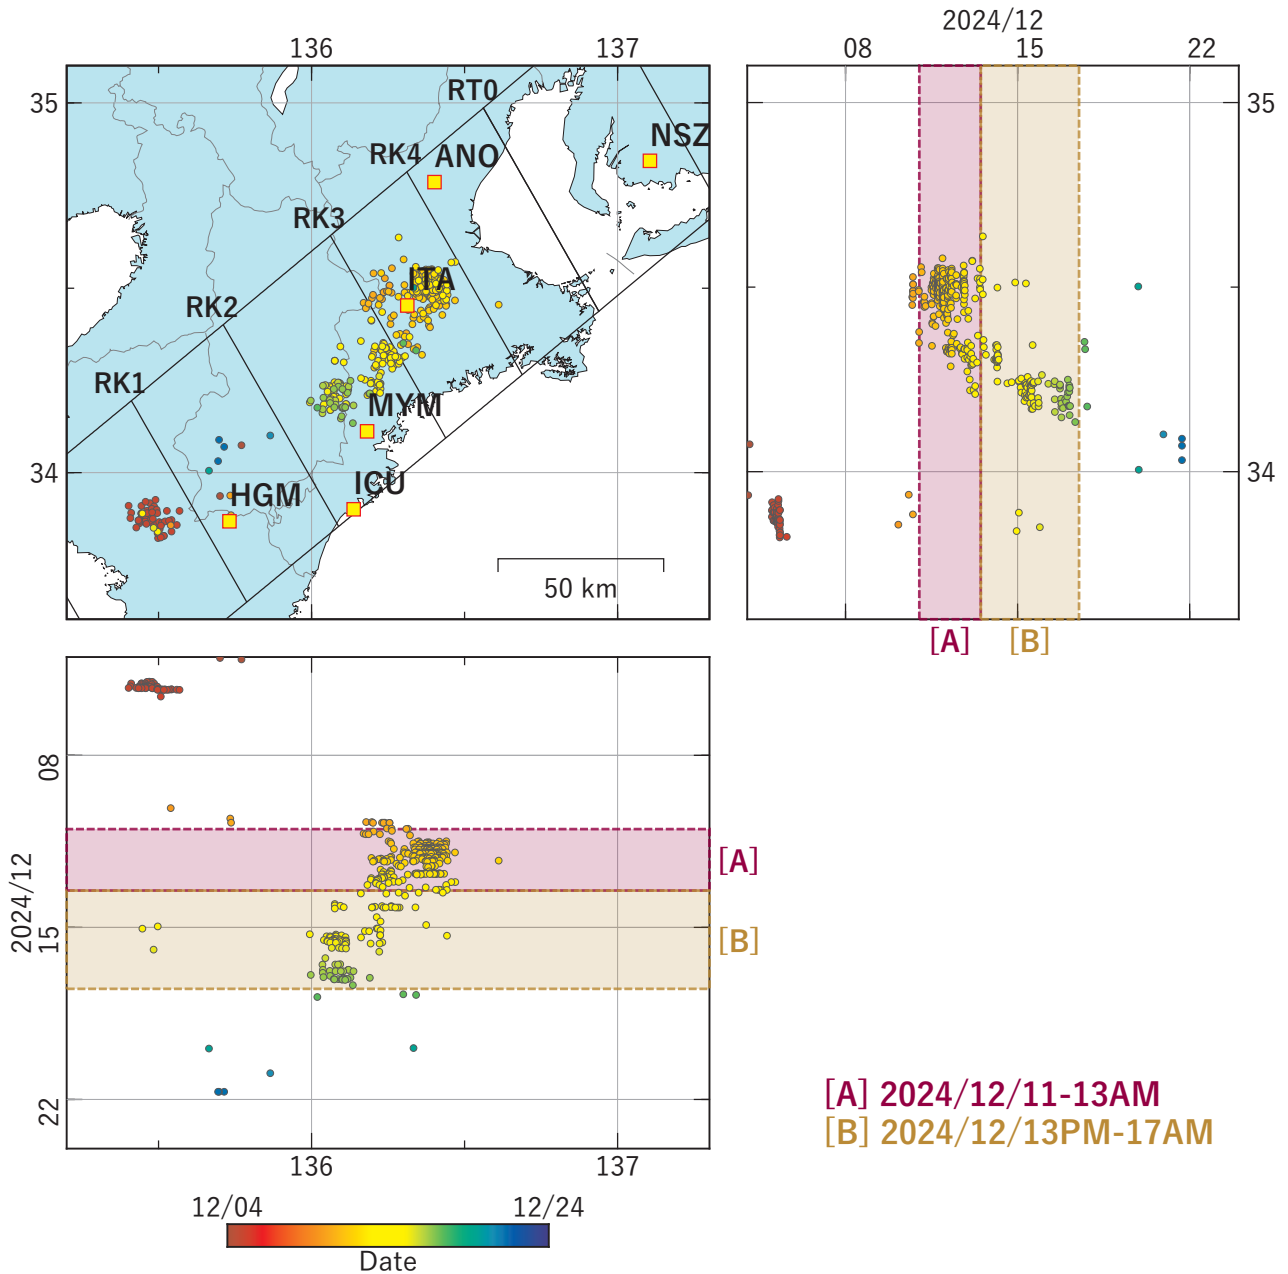 2024/12
136
137
08
15
22
35
35
RT0
NSZ
RK4
ANO
RK3
ITA
RK2
RK1
MYM
34
34
ICU
HGM
50 km
[A]
[B]
08
[A]
2024/12
15
[B]
22
[A] 2024/12/11-13AM
[B] 2024/12/13PM-17AM
136
137
12/04
12/24
Date